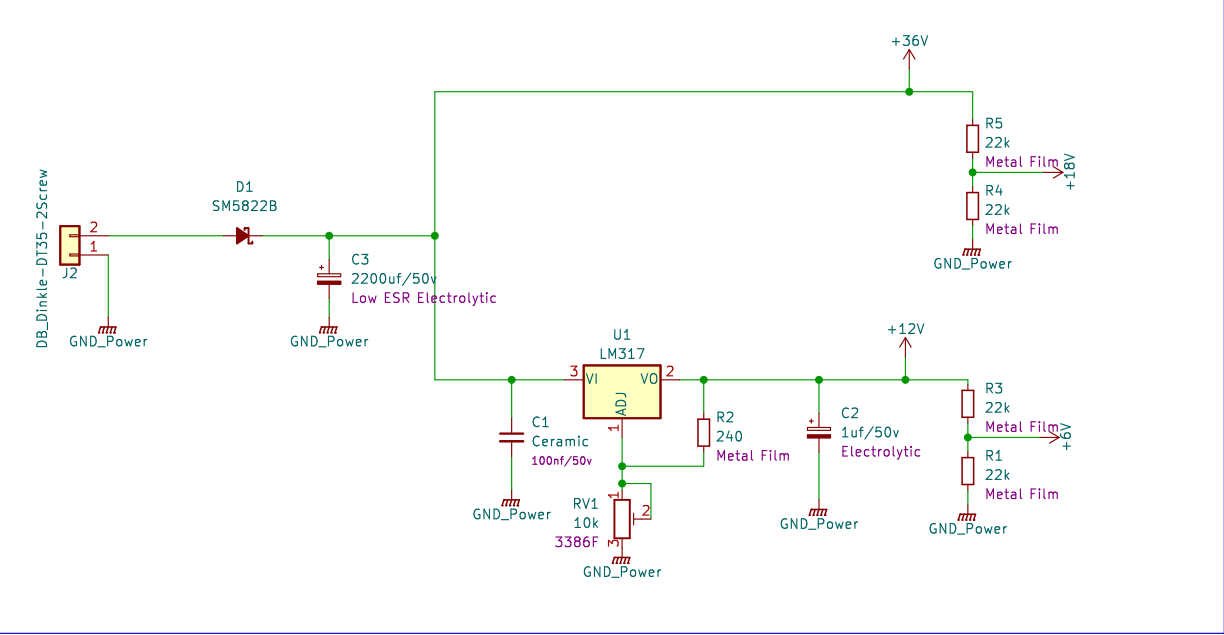 +36V
R5
22k
Metal Film
+18V
R4
22k
Metal Film
GND_Power
DB_Dinkle-DT35-2Screw
2
1
J2
GND_Power
D1
SM5822B
C3
2200uf/50v
Low ESR Electrolytic
GND_Power
U1
LM317
3
VI
VO
2
ADJ
1
C1
Ceramic
100nf/50v
GND_Power
R2
240
Metal Film
RV1
10k
3386F
1
2
3
GND_Power
+12V
C2
1uf/50v
Electrolytic
GND_Power
R3
22k
Metal Film
+6V
R1
22k
Metal Film
GND_Power